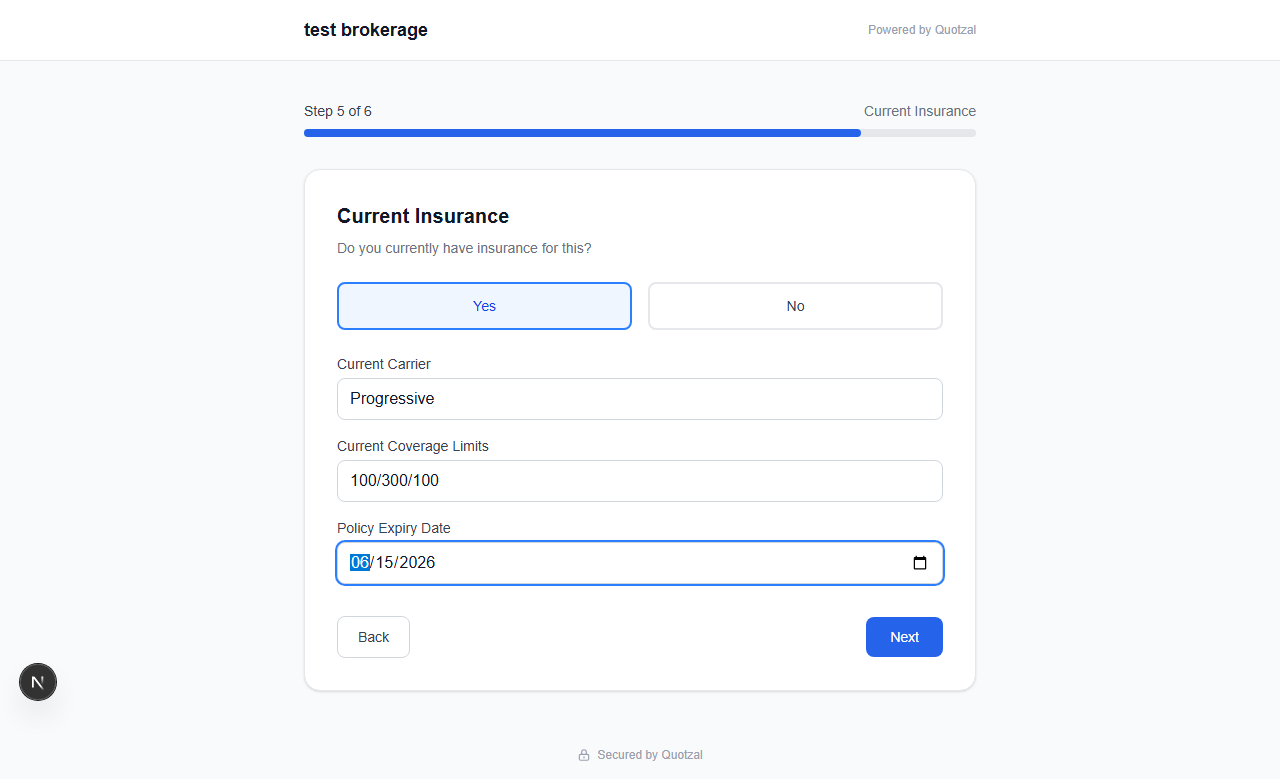 test brokerage
Powered by Quotzal
Step 5 of 6
Current Insurance
Current Insurance
Do you currently have insurance for this?
Yes
No
Current Carrier
Progressive
Current Coverage Limits
100/300/100
Policy Expiry Date
06/15/2026
Back
Next
N
Secured by Quotzal